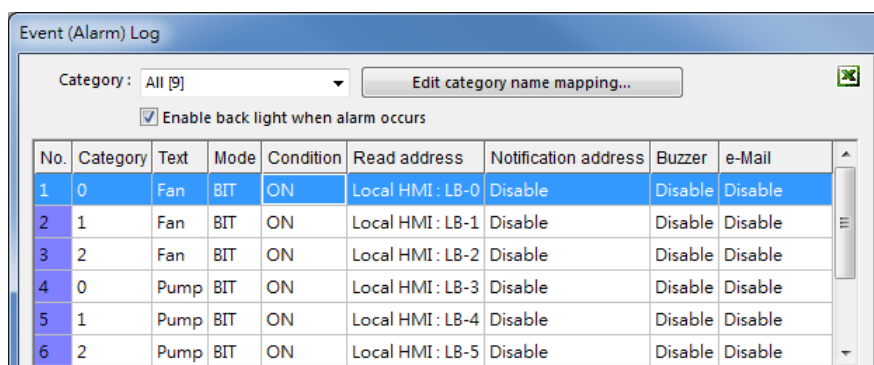 Event (Alarm) Log
Category : All [9] Edit category name mapping...
Enable back light when alarm occurs
No. Category Text Mode Condition Read address Notification address Buzzer e-Mail
1 0 Fan BIT ON Local HMI : LB-0 Disable Disable Disable
2 1 Fan BIT ON Local HMI : LB-1 Disable Disable Disable
3 2 Fan BIT ON Local HMI : LB-2 Disable Disable Disable
4 0 Pump BIT ON Local HMI : LB-3 Disable Disable Disable
5 1 Pump BIT ON Local HMI : LB-4 Disable Disable Disable
6 2 Pump BIT ON Local HMI : LB-5 Disable Disable Disable